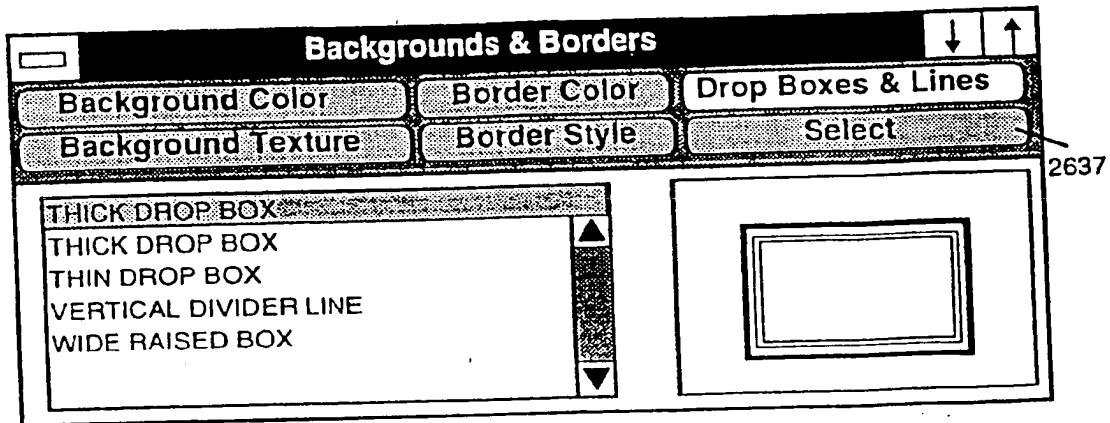 Backgrounds & Borders
Background Color Border Color Drop Boxes & Lines
Background Texture Border Style Select
2637
THICK DROP BOX
THICK DROP BOX
THIN DROP BOX
VERTICAL DIVIDER LINE
WIDE RAISED BOX